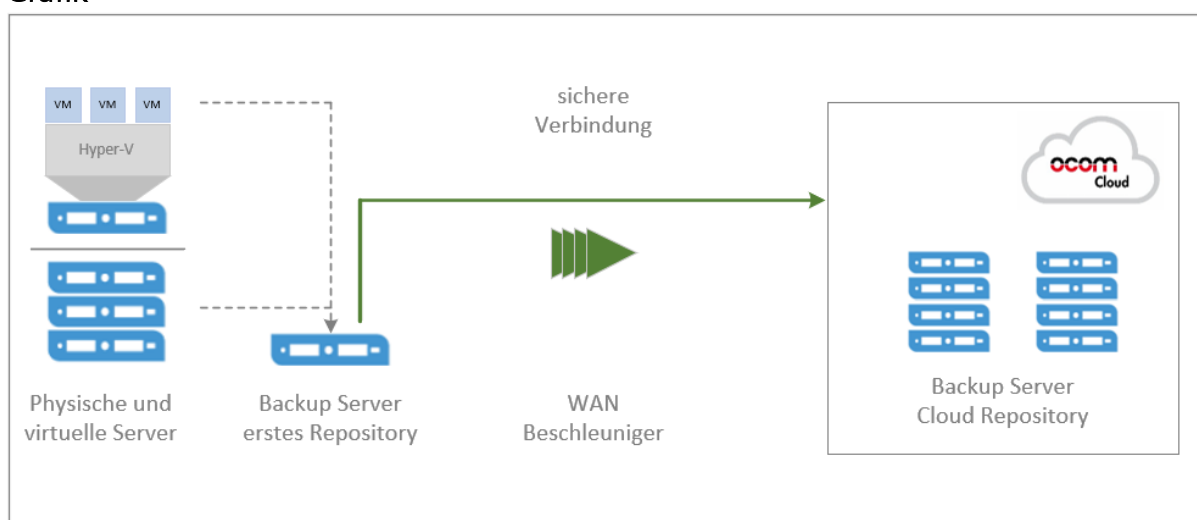 Grafik
VM VM VM
Hyper-V
sichere
Verbindung
ocom
Cloud
Physische und
virtuelle Server
Backup Server
erstes Repository
WAN
Beschleuniger
Backup Server
Cloud Repository